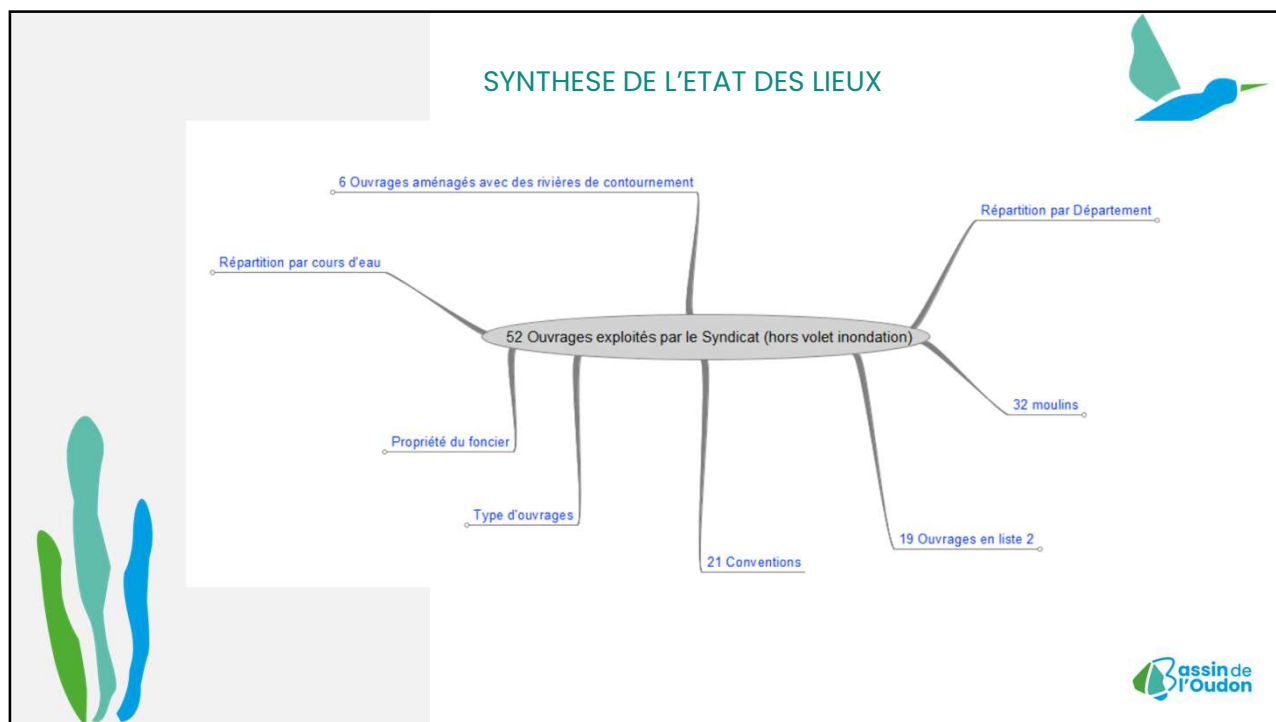 SYNTHESE DE L'ETAT DES LIEUX
6 Ouvrages aménagés avec des rivières de contournement
Répartition par Département
Répartition par cours d'eau
52 Ouvrages exploités par le Syndicat (hors volet inondation)
32 moulins
Propriété du foncier
Type d'ouvrages
19 Ouvrages en liste 2
21 Conventions
Bassin de
l'Oudon